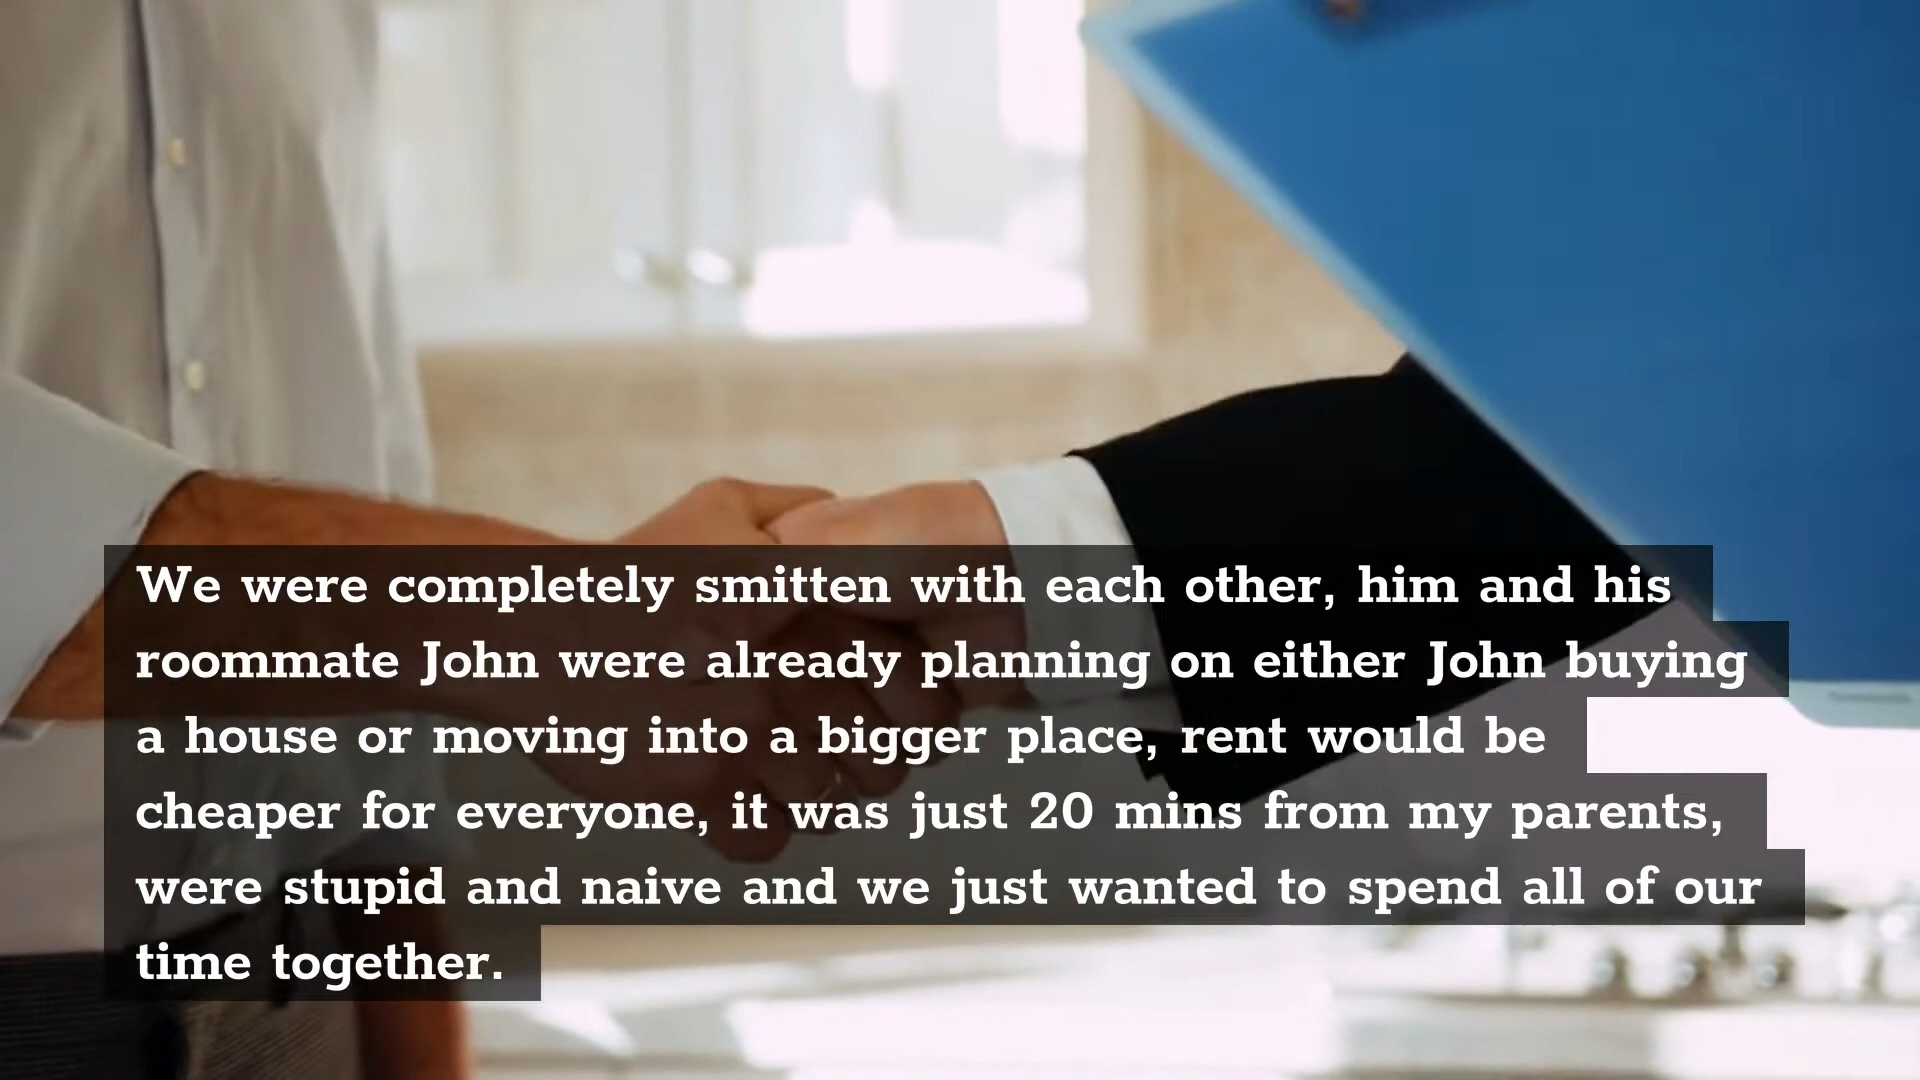 We were completely smitten with each other, him and his
roommate John were already planning on either John buying
a house or moving into a bigger place, rent would be
cheaper for everyone, it was just 20 mins from my parents,
were stupid and naive and we just wanted to spend all of our
time together.